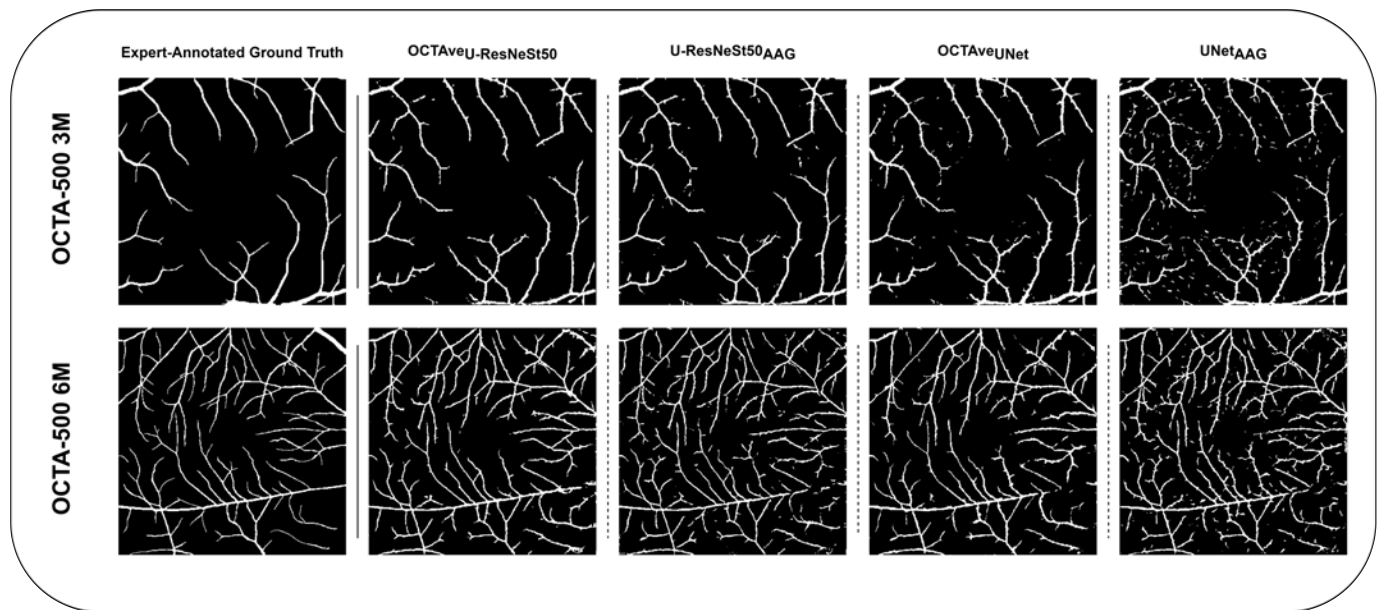 Expert-Annotated Ground Truth
OCTAveU-ResNeSt50
U-ResNeSt50AAG
OCTAveUNet
UNetAAG
OCTA-500 3M
OCTA-500 6M